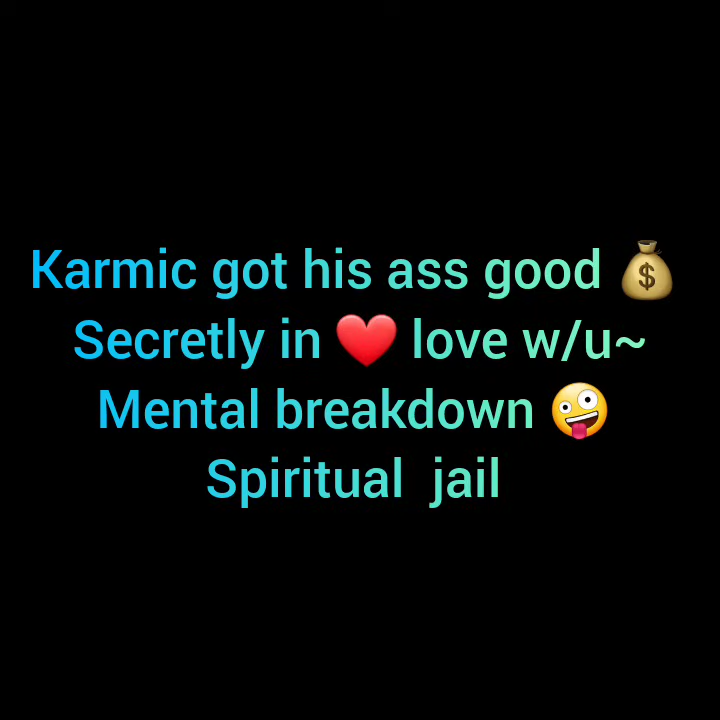 Karmic got his ass good 💰
Secretly in ❤️ love w/u~
Mental breakdown 🤪
Spiritual  jail